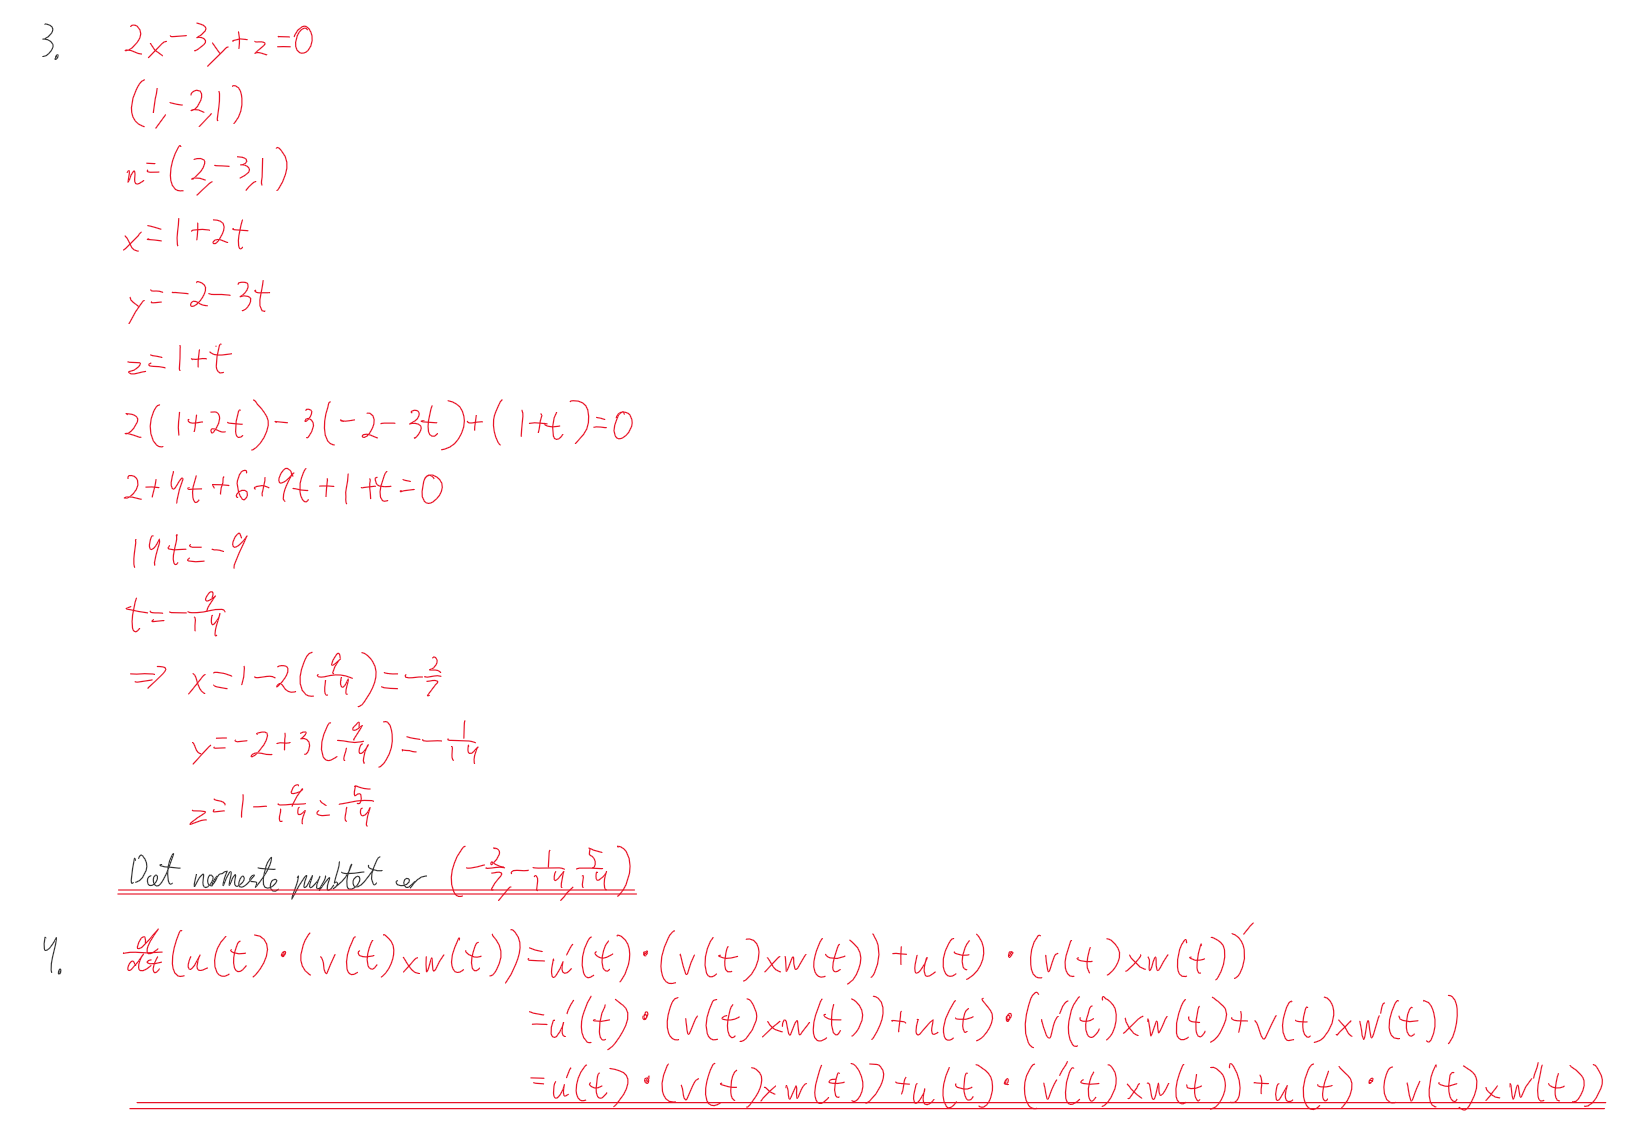 3. 2x-3y+z=0
(1,-2,1)
n=(2,-3,1)
x=1+2t
y=-2-3t
z=1+t
2(1+2t)-3(-2-3t)+(1+t)=0
2+4t+6+9t+1+t=0
14t=-9
t=-9/14
⇒ x=1-2(9/14)=-2/7
y=-2+3(9/14)=-1/14
z=1-9/14=5/14
Det nærmeste punktet er (-2/7,-1/14,5/14)
4. d/dt(u(t)·(v(t)×w(t))=u'(t)·(v(t)×w(t))+u(t)·(v(t)×w(t))'
=u'(t)·(v(t)×w(t))+u(t)·(v'(t)×w(t)+v(t)×w'(t))
=u'(t)·(v(t)×w(t))+u(t)·(v'(t)×w(t))+u(t)·(v(t)×w'(t))